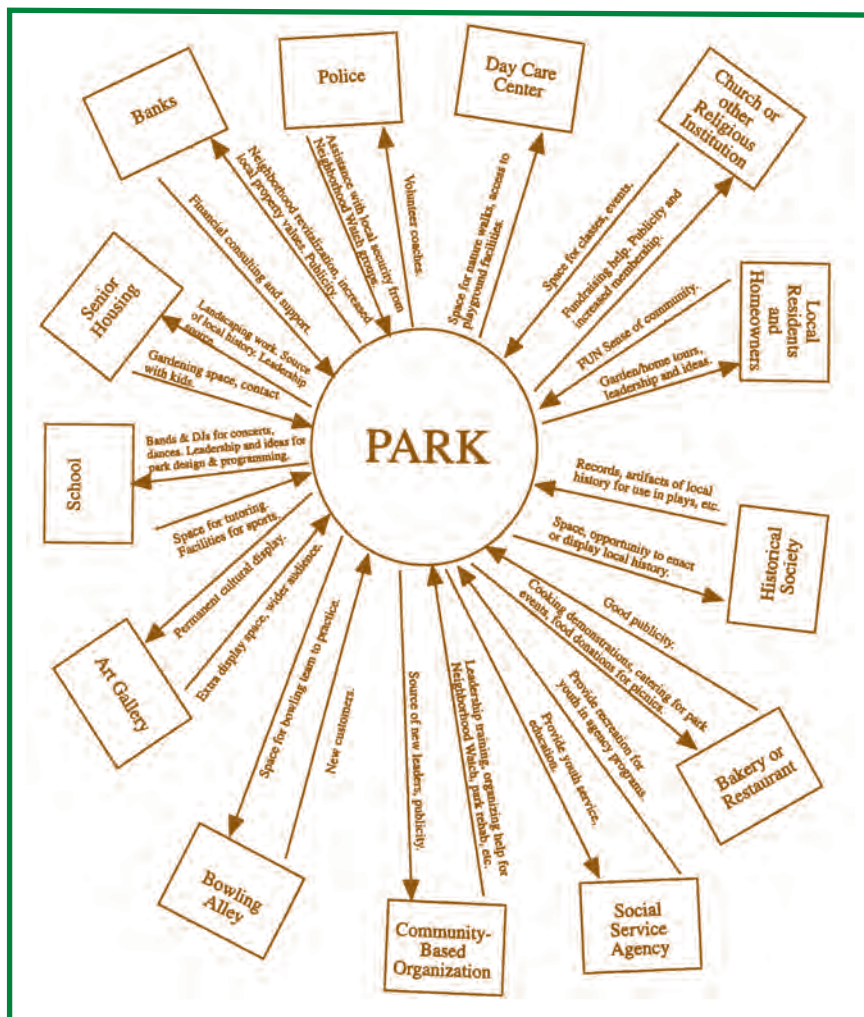 Banks
Police
Day Care
Center
Church or
other
Religious
Institution
Financial consulting and support.
Neighborhood revitalization, increased
local property values. Publicity.
Assistance with local security from
Neighborhood Watch groups.
Volunteer coaches.
Space for nature walks, access to
playground facilities.
Space for classes, events.
Fundraising help. Publicity and
increased membership.
Senior
Housing
Landscaping work. Source
of local history. Leadership
source.
Gardening space, contact
with kids.
FUN Sense of community.
Garden/home tours,
leadership and ideas.
Local
Residents
and
Homeowners
PARK
School
Bands & DJs for concerts,
dances. Leadership and ideas for
park design & programming.
Space for tutoring.
Facilities for sports.
Records, artifacts of local
history for use in plays, etc.
Space, opportunity to enact
or display local history.
Historical
Society
Art Gallery
Permanent cultural display.
Extra display space, wider audience.
Good publicity.
Cooking demonstrations, catering for park
events, food donations for picnics.
Bakery or
Restaurant
Bowling
Alley
Space for bowling team to practice.
New customers.
Source of new leaders, publicity.
Leadership training, organizing help for
Neighborhood Watch, park rehab, etc.
Community-
Based
Organization
Provide recreation for
youth in agency programs.
Provide youth service.
education.
Social
Service
Agency